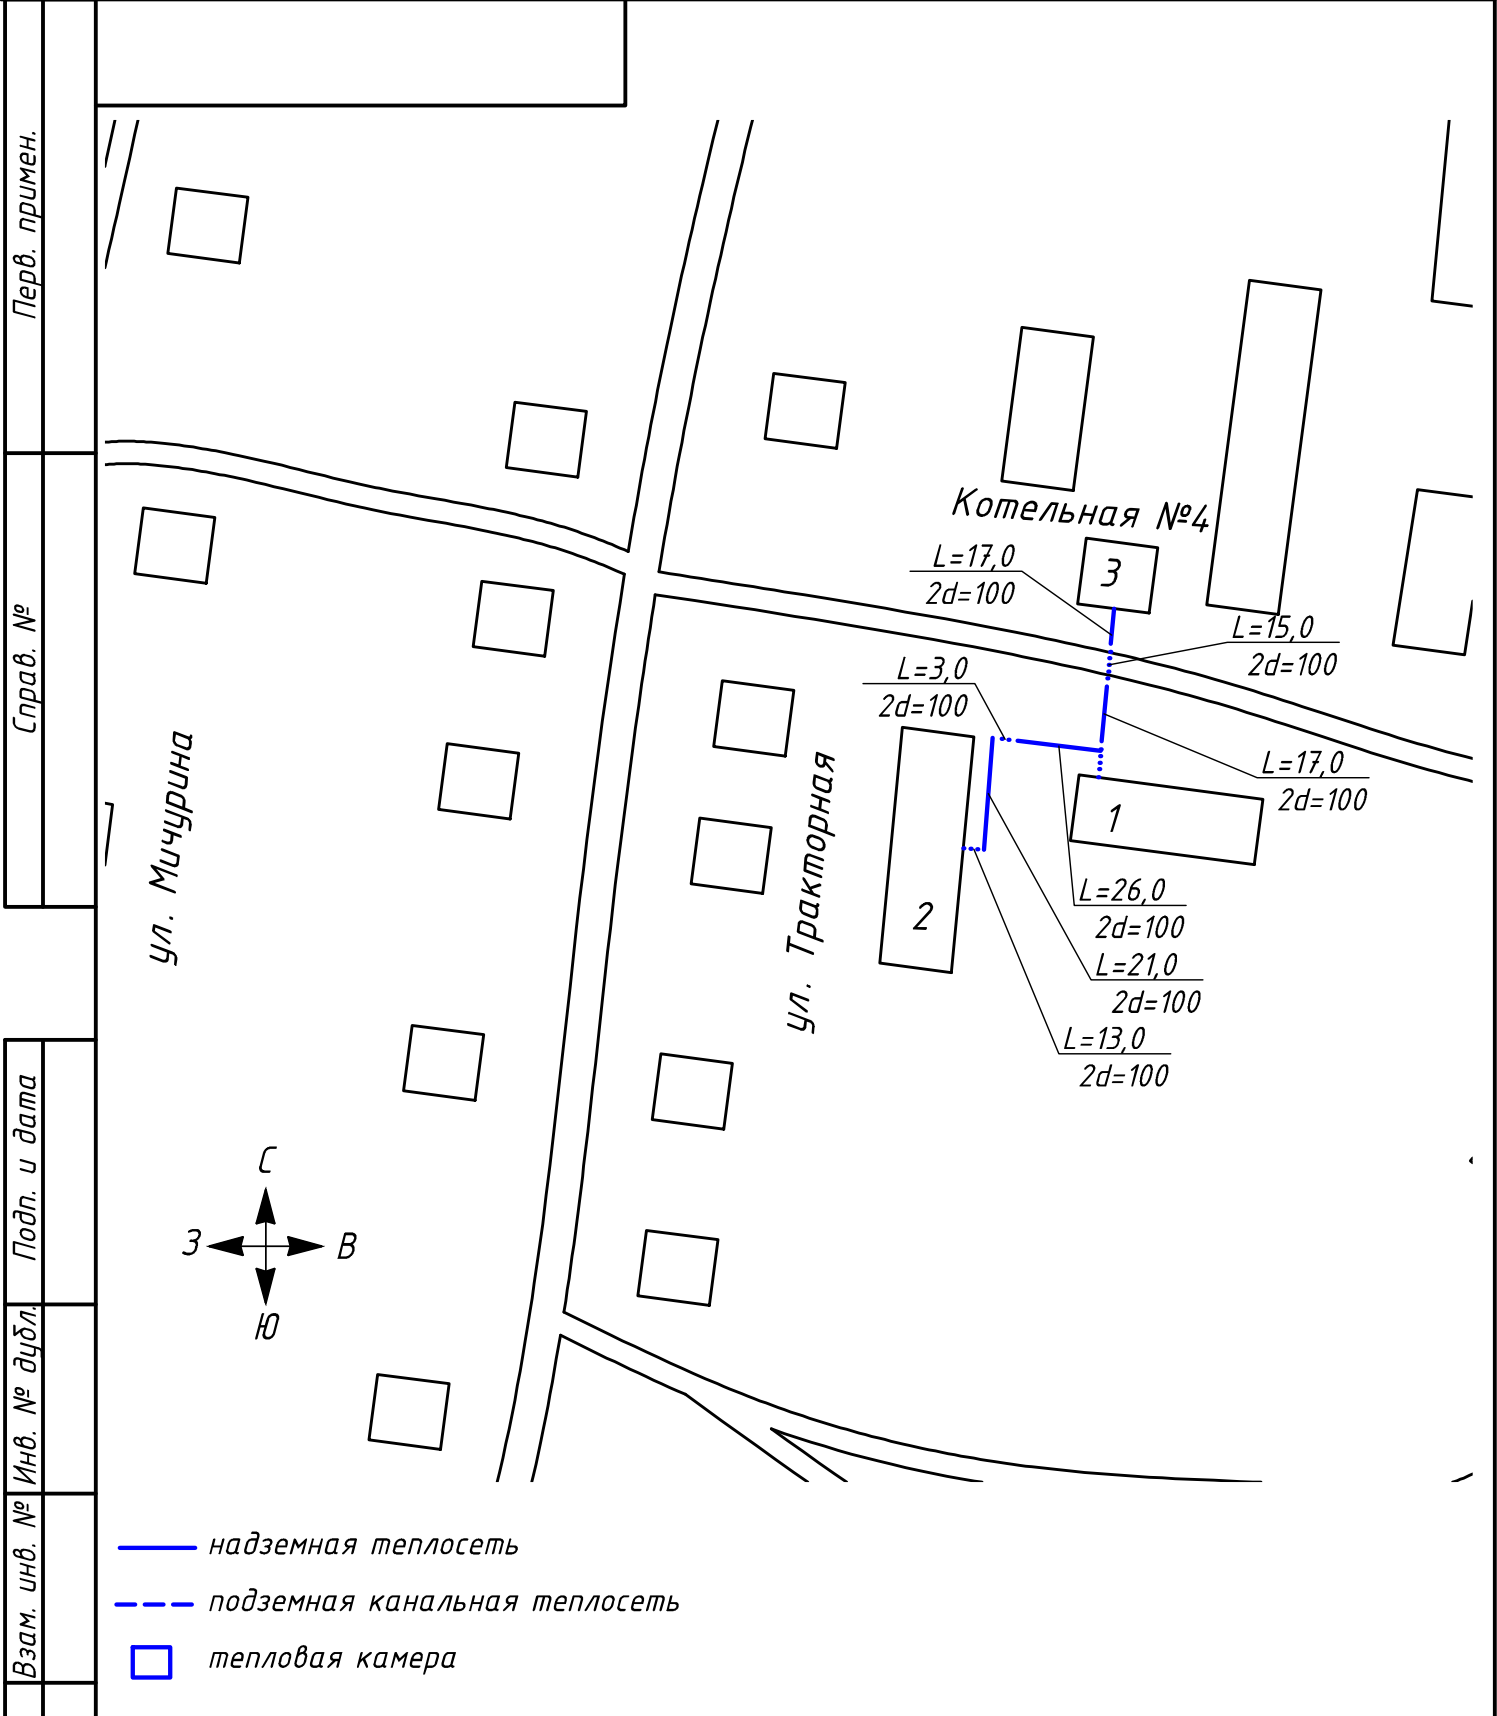 Перв. примен.
Справ. №
Подп. и дата
Инв. № дубл.
Взам. инв. №
Котельная №4
L=17,0
2d=100
3
L=15,0
2d=100
L=3,0
2d=100
L=17,0
2d=100
1
2
L=26,0
2d=100
L=21,0
2d=100
L=13,0
2d=100
ул. Мичурина
ул. Тракторная
С
З
В
Ю
надземная теплосеть
подземная канальная теплосеть
тепловая камера